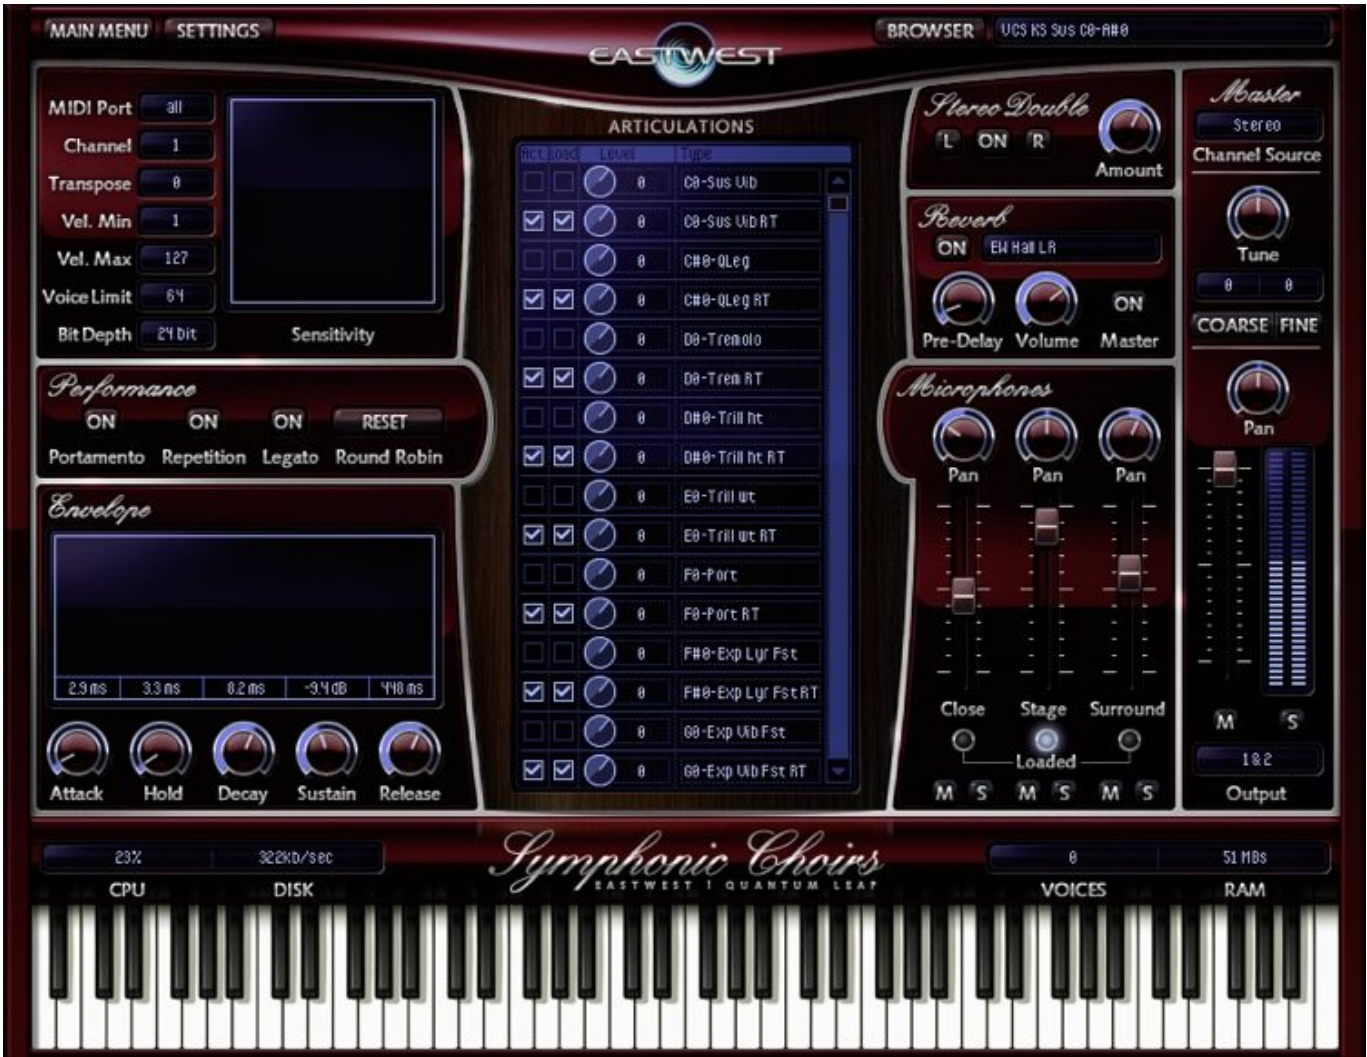 MAIN MENU SETTINGS
EASTWEST
BROWSER VCS KS Sus C0-A#0
MIDI Port all
Channel 1
Transpose 0
Vel. Min 1
Vel. Max 127
Voice Limit 64
Bit Depth 24 bit
Sensitivity
Performance
ON ON ON RESET
Portamento Repetition Legato Round Robin
Envelope
2.9 ms 3.3 ms 8.2 ms -9.4 dB 448 ms
Attack Hold Decay Sustain Release
ARTICULATIONS
Act. Load Level Type
0 C0-Sus Vib
0 C0-Sus Vib RT
0 C#0-QLeg
0 C#0-QLeg RT
0 D0-Tremolo
0 D0-Trem RT
0 D#0-Trill ht
0 D#0-Trill ht RT
0 E0-Trill wt
0 E0-Trill wt RT
0 F0-Port
0 F0-Port RT
0 F#0-Exp Lyr Fst
0 F#0-Exp Lyr Fst RT
0 G0-Exp Vib Fst
0 G0-Exp Vib Fst RT
Stereo Double
L ON R
Amount
Reverb
ON EW Hall LR
ON
Pre-Delay Volume Master
Microphones
Pan Pan Pan
Close Stage Surround
Loaded
M S M S M S
Master
Stereo
Channel Source
Tune
0 0
COARSE FINE
Pan
M S
1 & 2
Output
23% 322kb/sec
CPU DISK
Symphonic Choirs
EASTWEST | QUANTUM LEAP
0 51 MBs
VOICES RAM